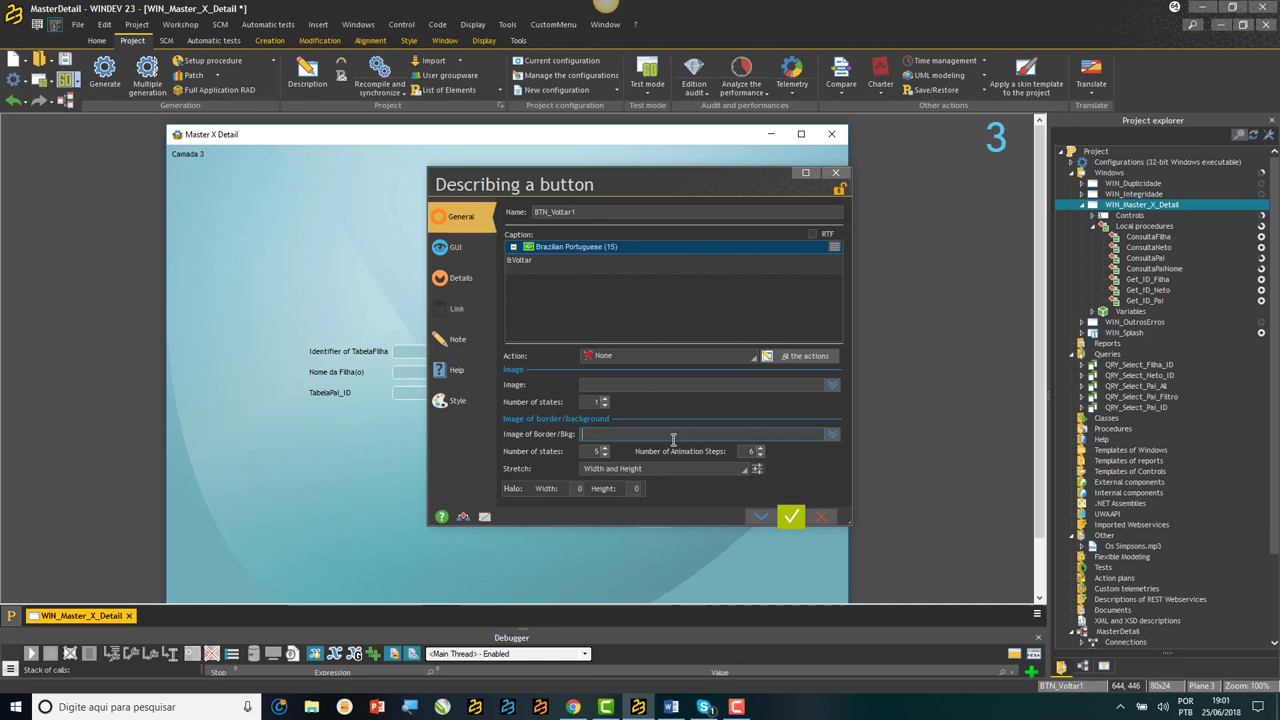 MasterDetail - WINDEV 23 - [WIN_Master_X_Detail *]
64
File Edit Project Workshop SCM Automatic tests Insert Windows Control Code Display Tools CustomMenu Window
Home Project SCM Automatic tests Creation Modification Alignment Style Window Display Tools
Generate
Multiple generation
Setup procedure
Patch
Full Application RAD
Generation
Description
Recompile and synchronize
Import
User groupware
List of Elements
Project
Current configuration
Manage the configurations
New configuration
Project configuration
Test mode
Test mode
Edition audit
Analyze the performance
Telemetry
Audit and performances
Compare
Charter
Time management
UML modeling
Save/Restore
Apply a skin template to the project
Other actions
Translate
Translate
Master X Detail
Camada 3
3
Identifier of TabelaFilha
Nome da Filha(o)
TabelaPai_ID
Describing a button
General
GUI
Details
Link
Note
Help
Style
Name: BTN_Voltar1
Caption: RTF
Brazilian Portuguese (15)
&Voltar
Action: None All the actions
Image
Image:
Number of states: 1
Image of border/background
Image of Border/Bkg:
Number of states: 5 Number of Animation Steps: 6
Stretch: Width and Height
Halo: Width: 0 Height: 0
Project explorer
Project
Configurations (32-bit Windows executable)
Windows
WIN_Duplicidade
WIN_Integridade
WIN_Master_X_Detail
Controls
Local procedures
ConsultaFilha
ConsultaNeto
ConsultaPai
ConsultaPaiNome
Get_ID_Filha
Get_ID_Neto
Get_ID_Pai
Variables
WIN_OutrosErros
WIN_Splash
Reports
Queries
QRY_Select_Filha_ID
QRY_Select_Neto_ID
QRY_Select_Pai_All
QRY_Select_Pai_Filtro
QRY_Select_Pai_ID
Classes
Procedures
Help
Templates of Windows
Templates of reports
Templates of Controls
External components
Internal components
.NET Assemblies
UWAAPI
Imported Webservices
Other
Os Simpsons.mp3
Flexible Modeling
Tests
Action plans
Custom telemetries
Descriptions of REST Webservices
Documents
XML and XSD descriptions
MasterDetail
Connections
P WIN_Master_X_Detail
Debugger
<Main Thread> - Enabled
Stack of calls: Stop Expression Value
BTN_Voltar1 644, 446 80x24 Plane 3 Zoom: 100%
Digite aqui para pesquisar
POR
PTB
19:01
25/06/2018